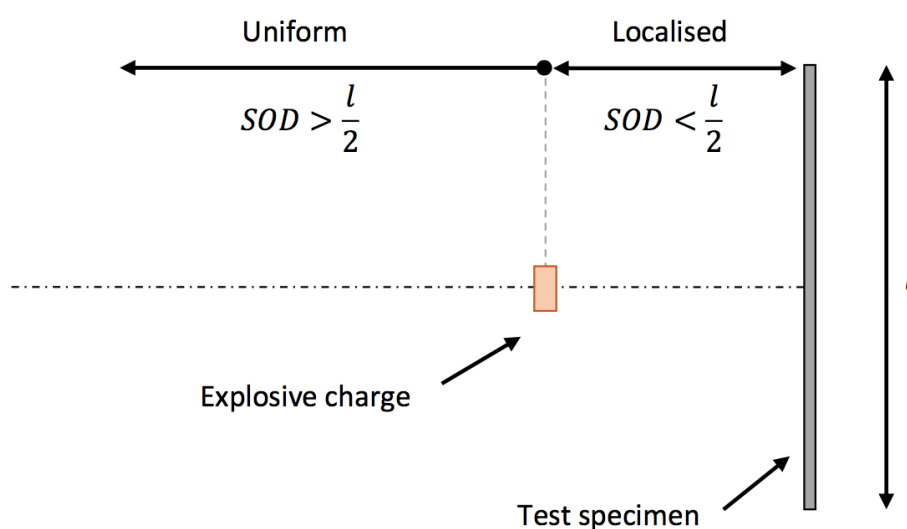 Uniform
Localised
SOD > l/2
SOD < l/2
Explosive charge
Test specimen